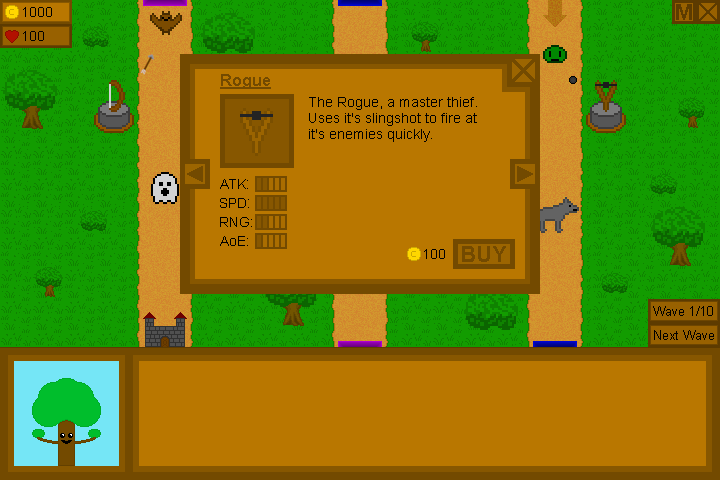 C 1000
100
M
Rogue
The Rogue, a master thief.
Uses it's slingshot to fire at
it's enemies quickly.
ATK:
SPD:
RNG:
AoE:
C 100
BUY
Wave 1/10
Next Wave